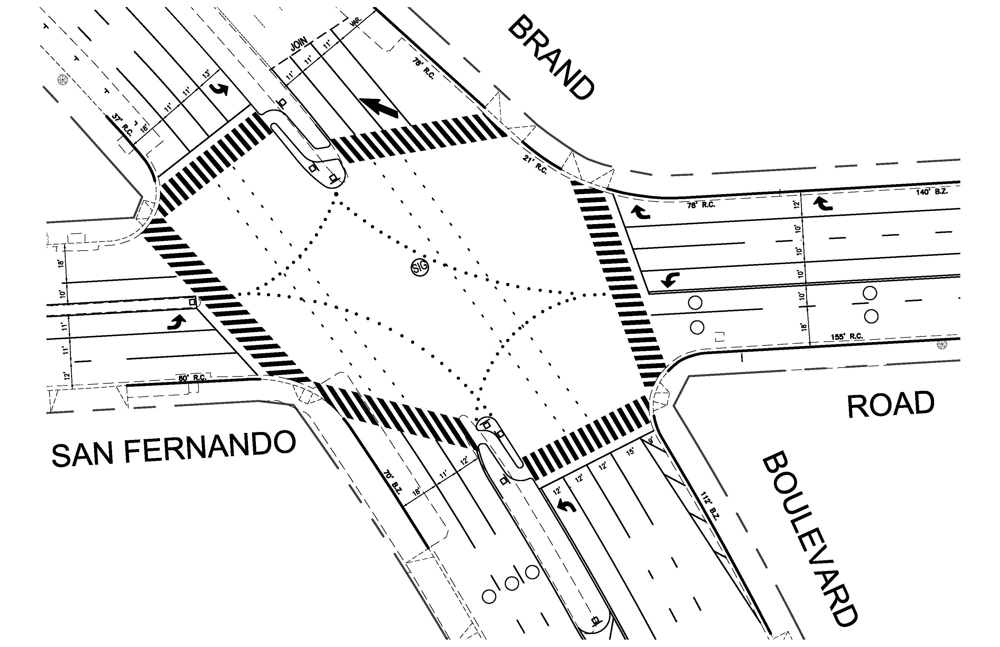 BRAND
JOIN
VAR.
11'
11'
11'
78' R.C.
13'
11'
11'
18'
37' R.C.
21' R.C.
140' B.Z.
78' R.C.
12'
10'
10'
10'
10'
18'
155' R.C.
SIG
18'
10'
11'
11'
12'
60' R.C.
SAN FERNANDO
ROAD
70' B.Z.
18'
11'
12'
12'
12'
12'
15'
9'
112' B.Z.
BOULEVARD